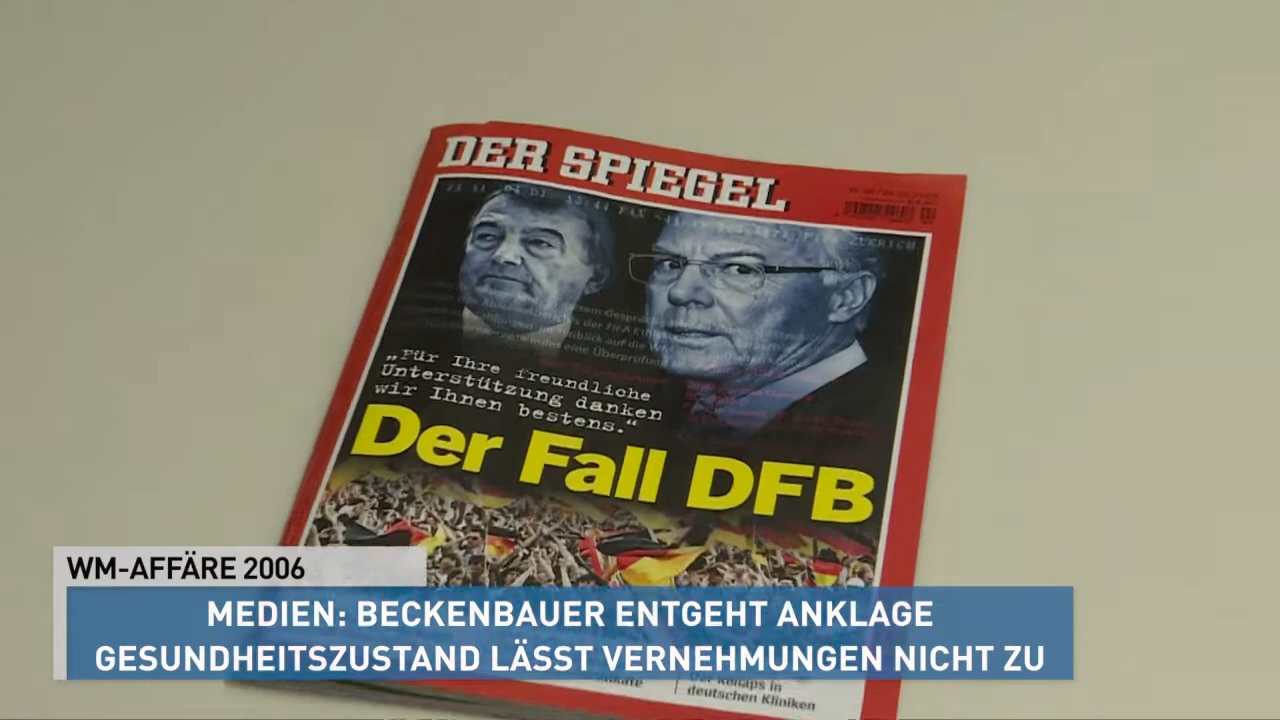 DER SPIEGEL
ZUERICH
„Für Ihre freundliche
Unterstützung danken
wir Ihnen bestens.“
Der Fall DFB
WM-AFFÄRE 2006
MEDIEN: BECKENBAUER ENTGEHT ANKLAGE
GESUNDHEITSZUSTAND LÄSST VERNEHMUNGEN NICHT ZU
deutschen Kliniken